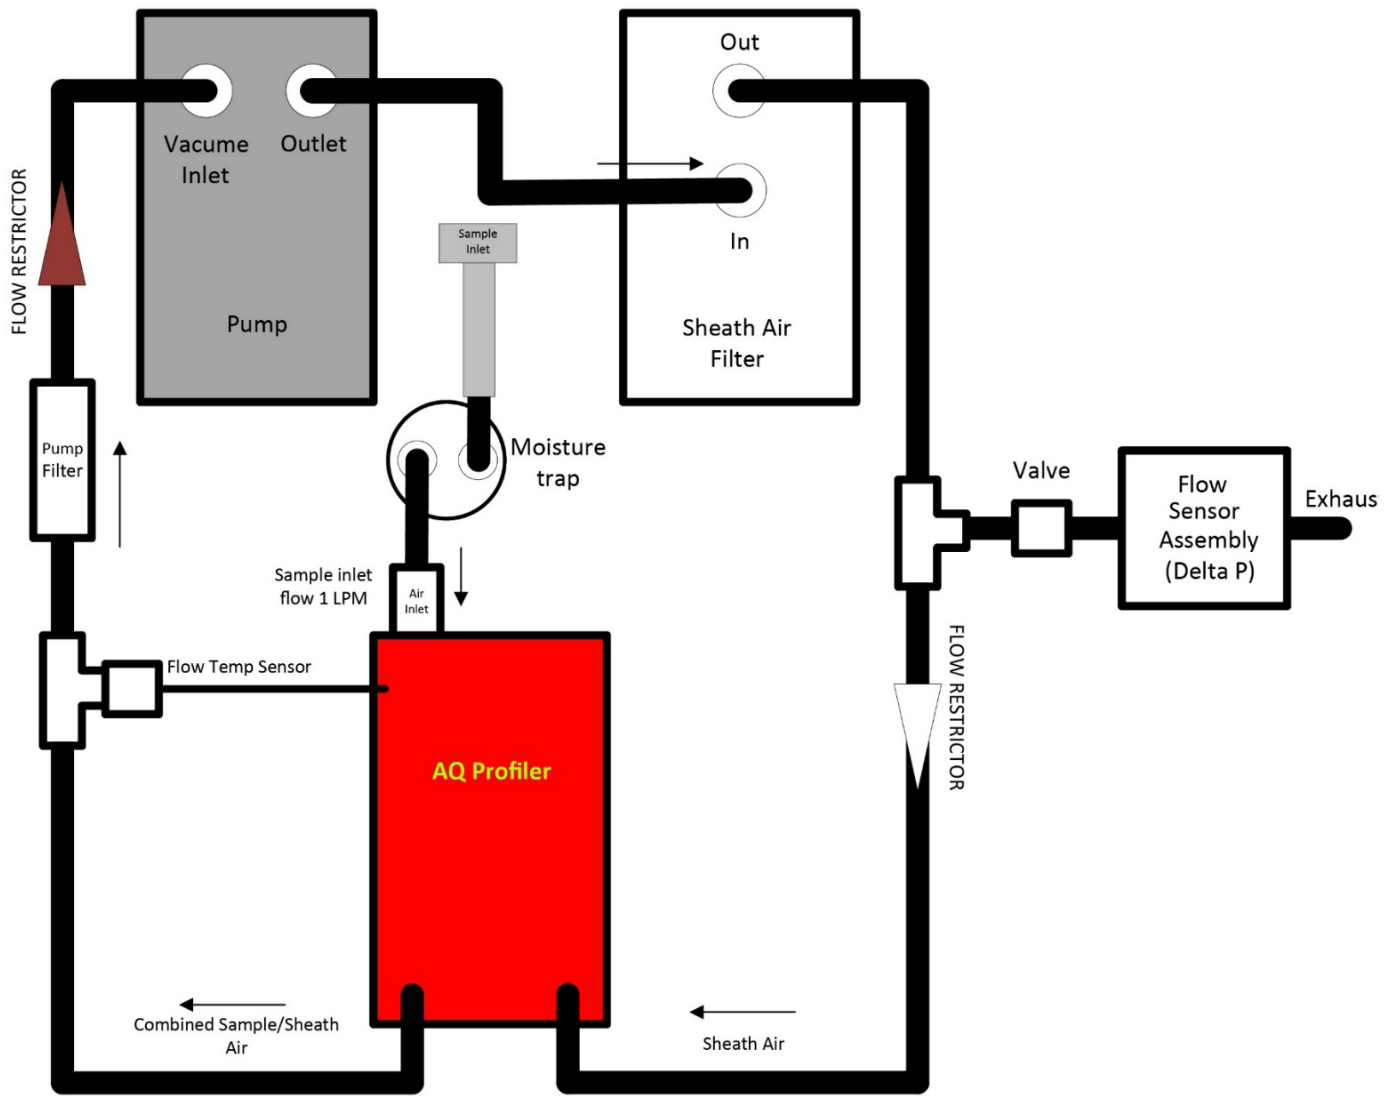 Out
Vacume
Inlet
Outlet
FLOW RESTRICTOR
Sample
Inlet
In
Pump
Sheath Air
Filter
Pump
Filter
Moisture
trap
Valve
Flow
Sensor
Assembly
(Delta P)
Exhaus
Sample inlet
flow 1 LPM
Air
Inlet
Flow Temp Sensor
FLOW RESTRICTOR
AQ Profiler
Combined Sample/Sheath
Air
Sheath Air